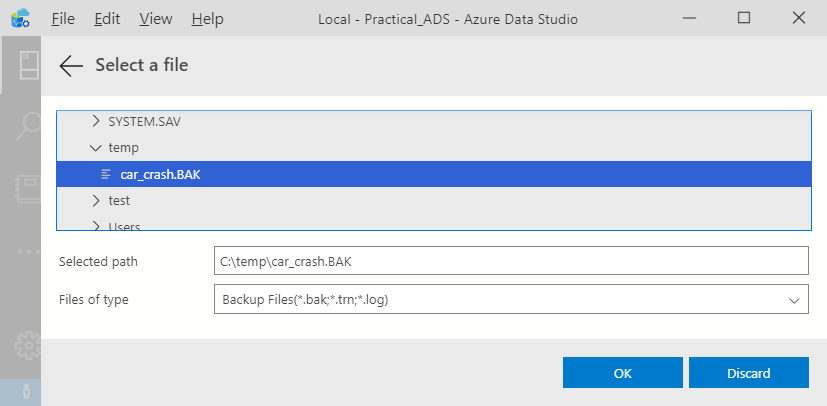 File Edit View Help Local - Practical_ADS - Azure Data Studio
Select a file
SYSTEM.SAV
temp
car_crash.BAK
test
Users
Selected path C:\temp\car_crash.BAK
Files of type Backup Files(*.bak;*.trn;*.log)
OK Discard